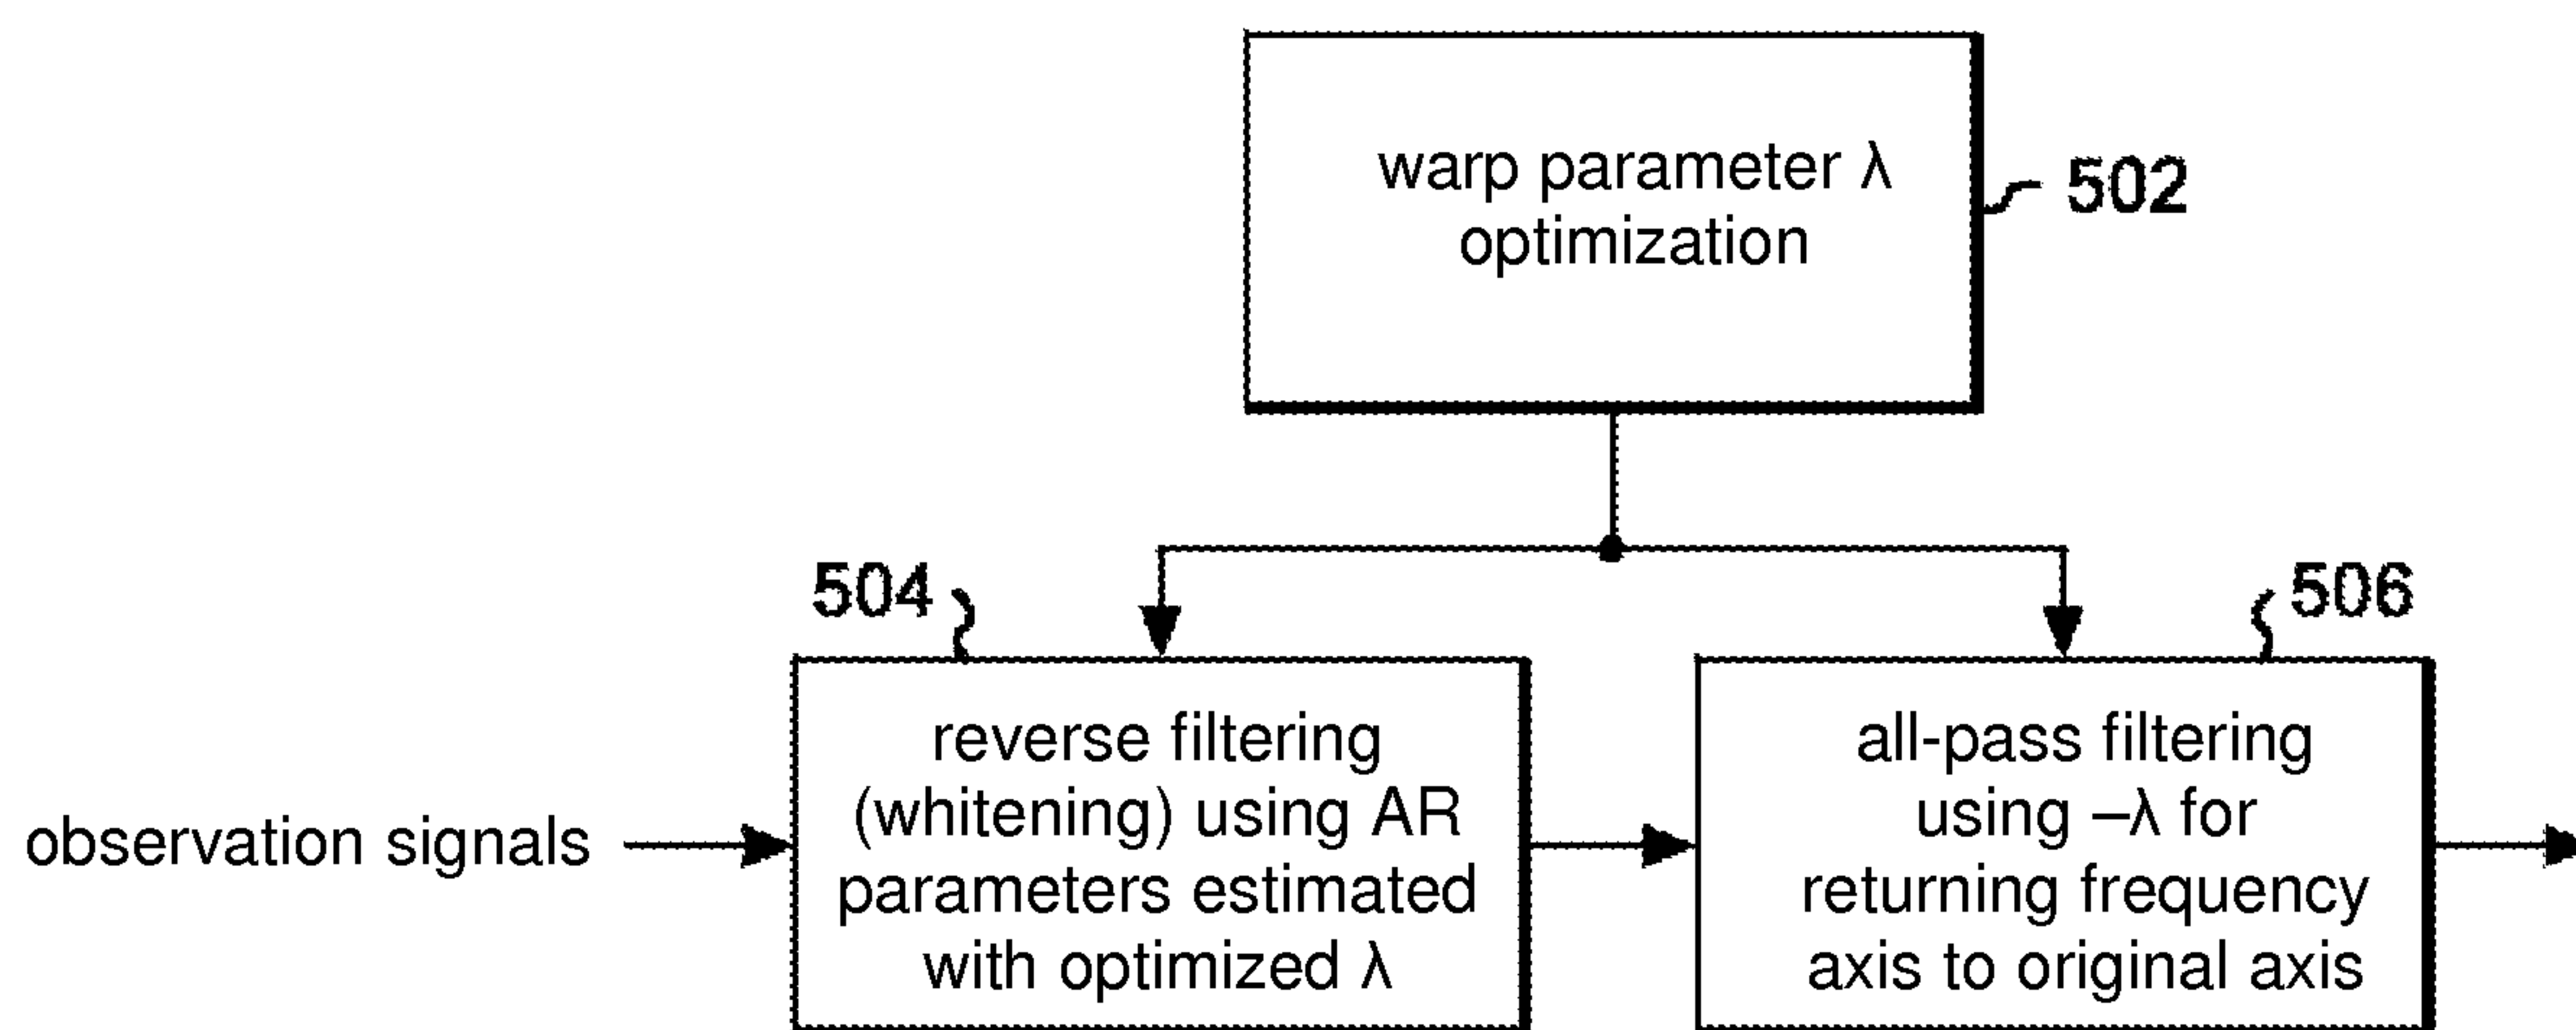 warp parameter λ
optimization
502
504
506
observation signals
reverse filtering
(whitening) using AR
parameters estimated
with optimized λ
all-pass filtering
using –λ for
returning frequency
axis to original axis